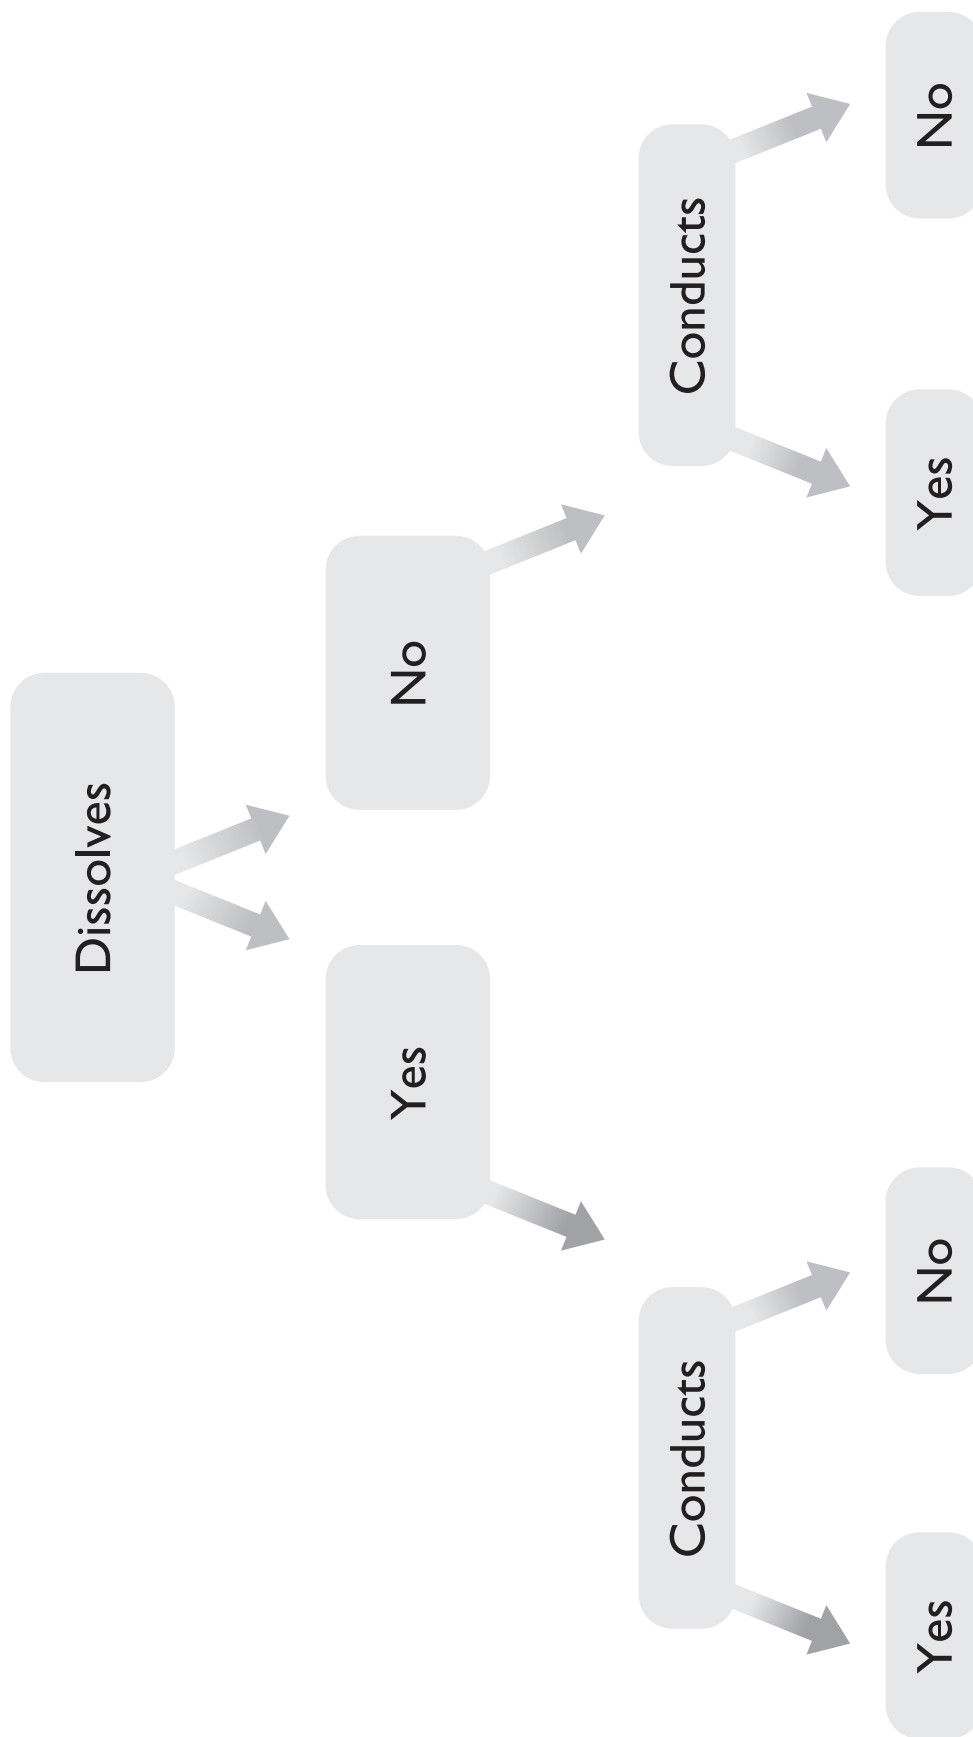 Dissolves
Yes
No
Conducts
Conducts
Yes
No
Yes
No